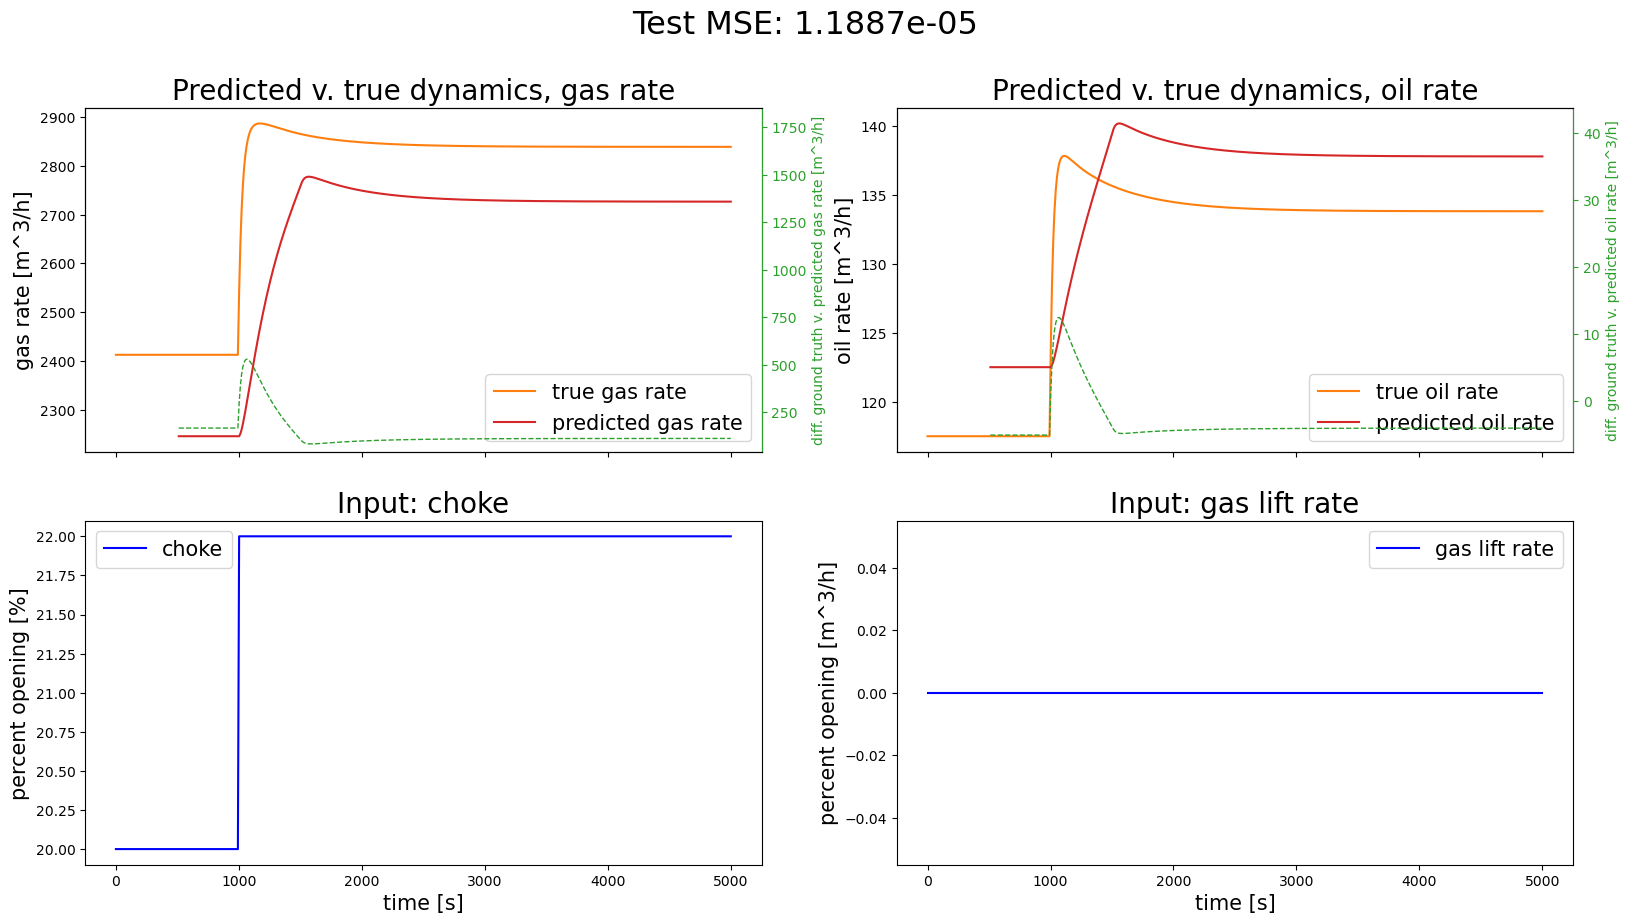 Test MSE: 1.1887e-05
Predicted v. true dynamics, gas rate
gas rate [m^3/h]
2900
2800
2700
2600
2500
2400
2300
1750
1500
1250
1000
750
500
250
diff. ground truth v. predicted gas rate [m^3/h]
true gas rate
predicted gas rate
Predicted v. true dynamics, oil rate
oil rate [m^3/h]
140
135
130
125
120
40
30
20
10
0
diff. ground truth v. predicted oil rate [m^3/h]
true oil rate
predicted oil rate
Input: choke
percent opening [%]
22.00
21.75
21.50
21.25
21.00
20.75
20.50
20.25
20.00
choke
0
1000
2000
3000
4000
5000
time [s]
Input: gas lift rate
percent opening [m^3/h]
0.04
0.02
0.00
−0.02
−0.04
gas lift rate
0
1000
2000
3000
4000
5000
time [s]